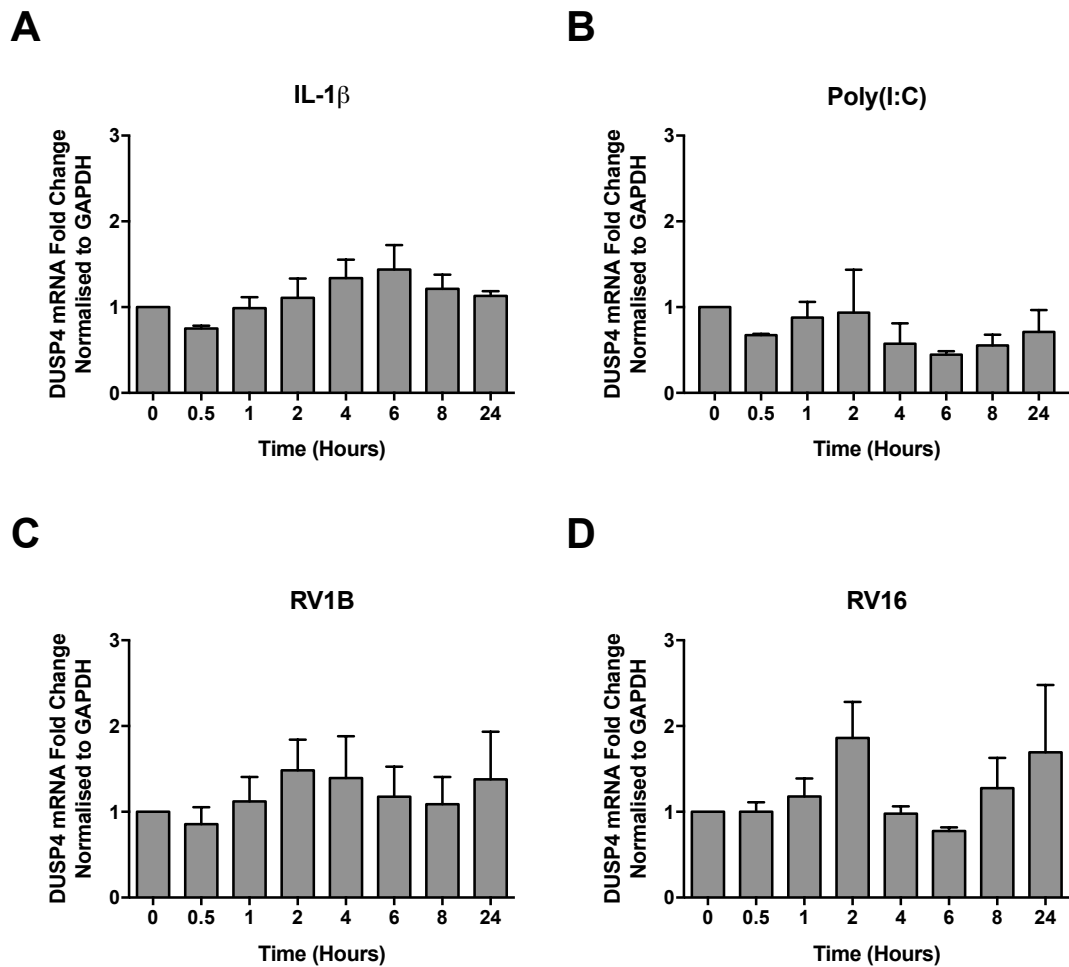 A
IL-1β
DUSP4 mRNA Fold Change
Normalised to GAPDH
3
2
1
0
0 0.5 1 2 4 6 8 24
Time (Hours)
B
Poly(I:C)
DUSP4 mRNA Fold Change
Normalised to GAPDH
3
2
1
0
0 0.5 1 2 4 6 8 24
Time (Hours)
C
RV1B
DUSP4 mRNA Fold Change
Normalised to GAPDH
3
2
1
0
0 0.5 1 2 4 6 8 24
Time (Hours)
D
RV16
DUSP4 mRNA Fold Change
Normalised to GAPDH
3
2
1
0
0 0.5 1 2 4 6 8 24
Time (Hours)